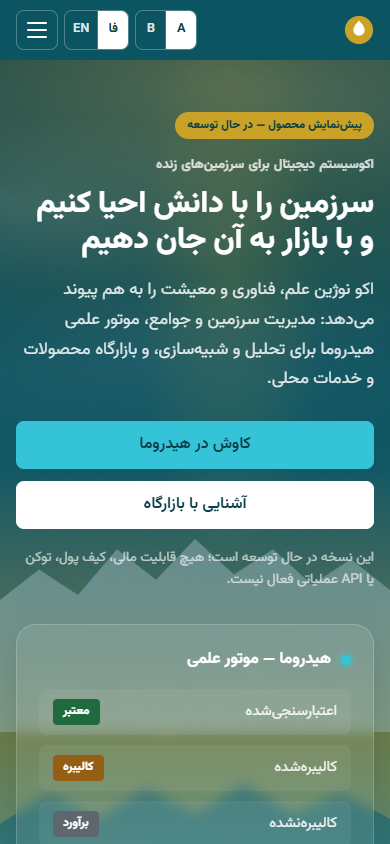 A
B
فا
EN
پیش‌نمایش محصول — در حال توسعه
اکوسیستم دیجیتال برای سرزمین‌های زنده
سرزمین را با دانش احیا کنیم
و با بازار به آن جان دهیم
اکو نوژین علم، فناوری و معیشت را به هم پیوند
می‌دهد: مدیریت سرزمین و جوامع، موتور علمی
هیدروما برای تحلیل و شبیه‌سازی، و بازارگاه محصولات
و خدمات محلی.
کاوش در هیدروما
آشنایی با بازارگاه
این نسخه در حال توسعه است؛ هیچ قابلیت مالی، کیف پول، توکن
یا API عملیاتی فعال نیست.
هیدروما — موتور علمی
اعتبارسنجی‌شده
معتبر
کالیبره‌شده
کالیبره
کالیبره‌نشده
برآورد